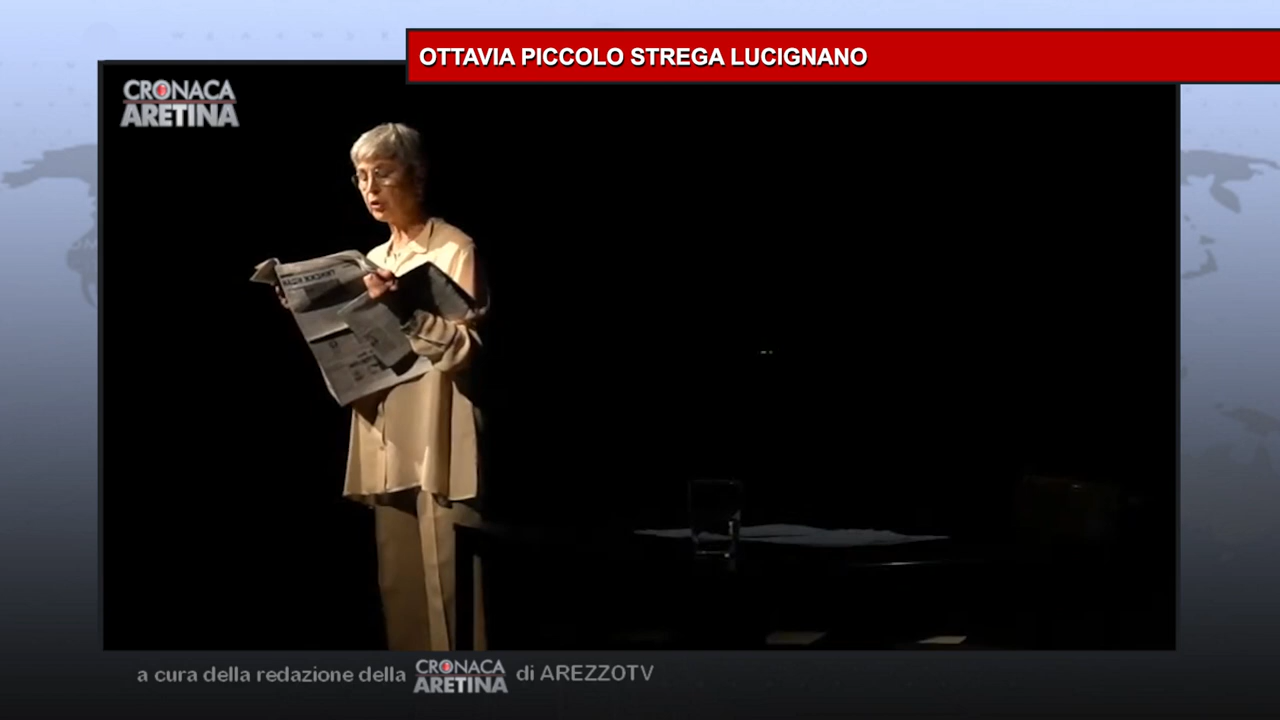 OTTAVIA PICCOLO STREGA LUCIGNANO
CRONACA
ARETINA
a cura della redazione della CRONACA ARETINA di AREZZOTV